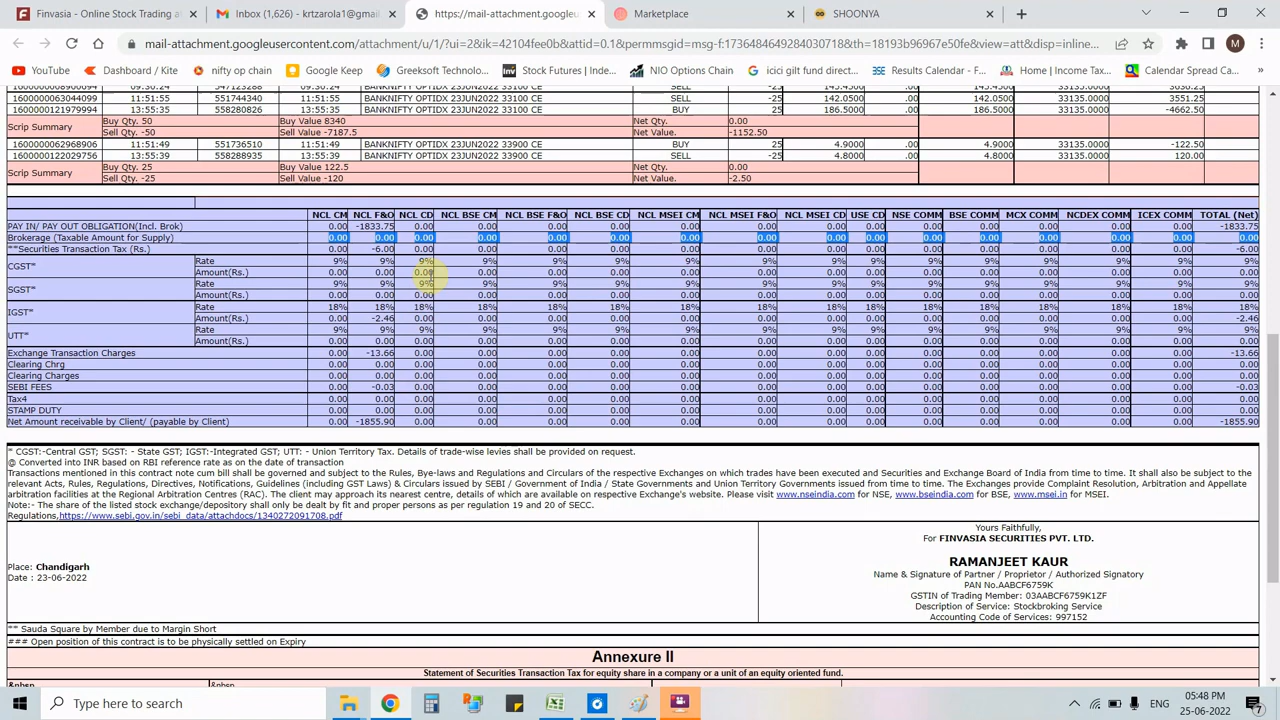 Finvasia - Online Stock Trading a
Inbox (1,626) - krtzarola1@gmail
https://mail-attachment.googleus
Marketplace
SHOONYA
mail-attachment.googleusercontent.com/attachment/u/1/?ui=2&ik=42104fee0b&attid=0.1&permmsgid=msg-f:1736484649284030718&th=18193b96967e50fe&view=att&disp=inline...
M
YouTube
Dashboard / Kite
nifty oi chain
Google Keep
Greeksoft Technolo...
Stock Futures | Inde...
NIO Options Chain
icici gilt fund direct...
Results Calendar - F...
Home | Income Tax...
Calendar Spread Ca...
»
1600000063044099 11:51:55 551744340 11:51:55 BANKNIFTY OPTIDX 23JUN2022 33100 CE SELL -25 142.0500 .00 142.0500 33135.0000 3551.25
1600000121979994 13:55:35 558280826 13:55:35 BANKNIFTY OPTIDX 23JUN2022 33100 CE BUY -25 186.5000 .00 186.5000 33135.0000 -4662.50
Scrip Summary
Buy Qty. 50 Buy Value 8340 Net Qty. 0.00
Sell Qty. -50 Sell Value -7187.5 Net Value. -1152.50
1600000062968906 11:51:49 551736510 11:51:49 BANKNIFTY OPTIDX 23JUN2022 33900 CE BUY 25 4.9000 .00 4.9000 33135.0000 -122.50
1600000122029756 13:55:39 558288935 13:55:39 BANKNIFTY OPTIDX 23JUN2022 33900 CE SELL -25 4.8000 .00 4.8000 33135.0000 120.00
Scrip Summary
Buy Qty. 25 Buy Value 122.5 Net Qty. 0.00
Sell Qty. -25 Sell Value -120 Net Value. -2.50
NCL CM NCL F&O NCL CD NCL BSE CM NCL BSE F&O NCL BSE CD NCL MSEI CM NCL MSEI F&O NCL MSEI CD USE CD NSE COMM BSE COMM MCX COMM NCDEX COMM ICEX COMM TOTAL (Net)
PAY IN/ PAY OUT OBLIGATION(Incl. Brok) 0.00 -1833.75 0.00 0.00 0.00 0.00 0.00 0.00 0.00 0.00 0.00 0.00 0.00 0.00 0.00 -1833.75
Brokerage (Taxable Amount for Supply) 0.00 0.00 0.00 0.00 0.00 0.00 0.00 0.00 0.00 0.00 0.00 0.00 0.00 0.00 0.00 0.00
**Securities Transaction Tax (Rs.) 0.00 -6.00 0.00 0.00 0.00 0.00 0.00 0.00 0.00 0.00 0.00 0.00 0.00 0.00 0.00 -6.00
CGST*
Rate 9% 9% 9% 9% 9% 9% 9% 9% 9% 9% 9% 9% 9% 9% 9% 9%
Amount(Rs.) 0.00 0.00 0.00 0.00 0.00 0.00 0.00 0.00 0.00 0.00 0.00 0.00 0.00 0.00 0.00 0.00
SGST*
Rate 9% 9% 9% 9% 9% 9% 9% 9% 9% 9% 9% 9% 9% 9% 9% 9%
Amount(Rs.) 0.00 0.00 0.00 0.00 0.00 0.00 0.00 0.00 0.00 0.00 0.00 0.00 0.00 0.00 0.00 0.00
IGST*
Rate 18% 18% 18% 18% 18% 18% 18% 18% 18% 18% 18% 18% 18% 18% 18% 18%
Amount(Rs.) 0.00 -2.46 0.00 0.00 0.00 0.00 0.00 0.00 0.00 0.00 0.00 0.00 0.00 0.00 0.00 -2.46
UTT*
Rate 9% 9% 9% 9% 9% 9% 9% 9% 9% 9% 9% 9% 9% 9% 9% 9%
Amount(Rs.) 0.00 0.00 0.00 0.00 0.00 0.00 0.00 0.00 0.00 0.00 0.00 0.00 0.00 0.00 0.00 0.00
Exchange Transaction Charges 0.00 -13.66 0.00 0.00 0.00 0.00 0.00 0.00 0.00 0.00 0.00 0.00 0.00 0.00 0.00 -13.66
Clearing Chrg 0.00 0.00 0.00 0.00 0.00 0.00 0.00 0.00 0.00 0.00 0.00 0.00 0.00 0.00 0.00 0.00
Clearing Charges 0.00 0.00 0.00 0.00 0.00 0.00 0.00 0.00 0.00 0.00 0.00 0.00 0.00 0.00 0.00 0.00
SEBI FEES 0.00 -0.03 0.00 0.00 0.00 0.00 0.00 0.00 0.00 0.00 0.00 0.00 0.00 0.00 0.00 -0.03
Tax4 0.00 0.00 0.00 0.00 0.00 0.00 0.00 0.00 0.00 0.00 0.00 0.00 0.00 0.00 0.00 0.00
STAMP DUTY 0.00 0.00 0.00 0.00 0.00 0.00 0.00 0.00 0.00 0.00 0.00 0.00 0.00 0.00 0.00 0.00
Net Amount receivable by Client/ (payable by Client) 0.00 -1855.90 0.00 0.00 0.00 0.00 0.00 0.00 0.00 0.00 0.00 0.00 0.00 0.00 0.00 -1855.90
* CGST:-Central GST; SGST: - State GST; IGST:-Integrated GST; UTT: - Union Territory Tax. Details of trade-wise levies shall be provided on request.
@ Converted into INR based on RBI reference rate as on the date of transaction
Transactions mentioned in this contract note cum bill shall be governed and subject to the Rules, Bye-laws and Regulations and Circulars of the respective Exchanges on which trades have been executed and Securities and Exchange Board of India from time to time. It shall also be subject to the
relevant Acts, Rules, Regulations, Directives, Notifications, Guidelines (including GST Laws) & Circulars issued by SEBI / Government of India / State Governments and Union Territory Governments issued from time to time. The Exchanges provide Complaint Resolution, Arbitration and Appellate
arbitration facilities at the Regional Arbitration Centres (RAC). The client may approach its nearest centre, details of which are available on respective Exchange's website. Please visit www.nseindia.com for NSE, www.bseindia.com for BSE, www.msei.in for MSEI.
Note:- The share of the listed stock exchange/depository shall only be dealt by fit and proper persons as per regulation 19 and 20 of SECC.
Regulations,https://www.sebi.gov.in/sebi_data/attachdocs/1340272091708.pdf
Yours Faithfully,
For FINVASIA SECURITIES PVT. LTD.
RAMANJEET KAUR
Name & Signature of Partner / Proprietor / Authorized Signatory
PAN No.AABCF6759K
GSTIN of Trading Member: 03AABCF6759K1ZF
Description of Service: Stockbroking Service
Accounting Code of Services: 997152
Place: Chandigarh
Date : 23-06-2022
** Sauda Square by Member due to Margin Short
### Open position of this contract is to be physically settled on Expiry
Annexure II
Statement of Securities Transaction Tax for equity share in a company or a unit of an equity oriented fund.
&nbsp &nbsp
Type here to search
ENG
05:48 PM
25-06-2022
7